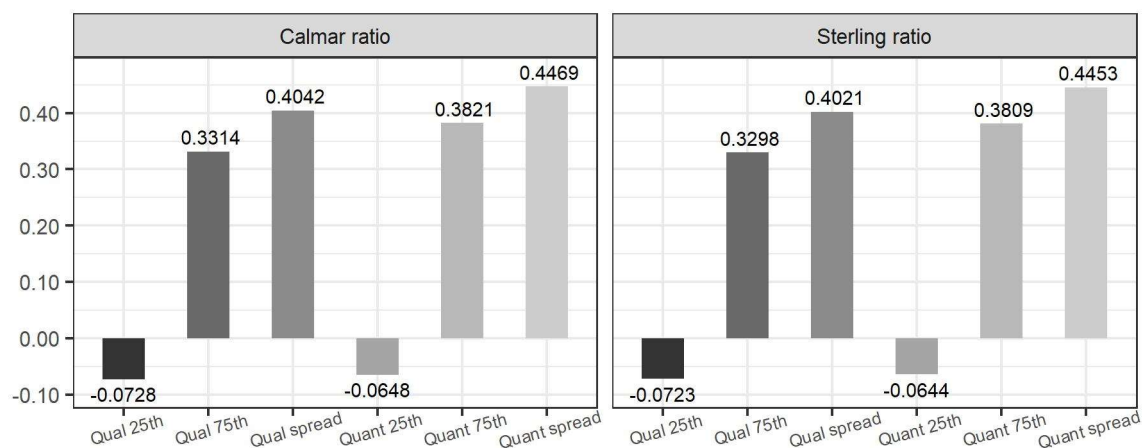 Calmar ratio
Sterling ratio
0.40
0.30
0.20
0.10
0.00
-0.10
-0.0728
0.3314
0.4042
-0.0648
0.3821
0.4469
-0.0723
0.3298
0.4021
-0.0644
0.3809
0.4453
Qual 25th
Qual 75th
Qual spread
Quant 25th
Quant 75th
Quant spread
Qual 25th
Qual 75th
Qual spread
Quant 25th
Quant 75th
Quant spread